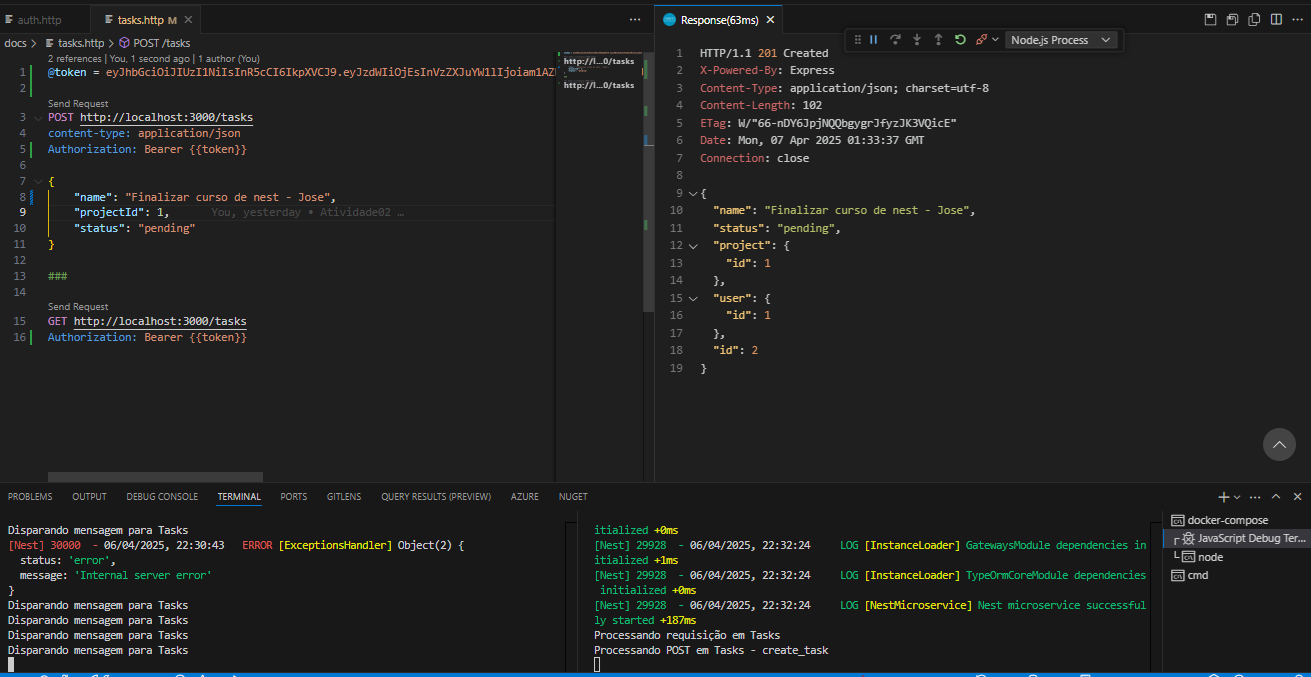 auth.http
tasks.http M
docs > tasks.http > POST /tasks
2 references | You, 1 second ago | 1 author (You)
1 @token = eyJhbGciOiJIUzI1NiIsInR5cCI6IkpXVCJ9.eyJzdWIiOjEsInVzZXJuYW1lIjoiam1AZ
2
Send Request
3 POST http://localhost:3000/tasks
4 content-type: application/json
5 Authorization: Bearer {{token}}
6
7 {
8 "name": "Finalizar curso de nest - Jose",
9 "projectId": 1, You, yesterday • Atividade02 …
10 "status": "pending"
11 }
12
13 ###
14
Send Request
15 GET http://localhost:3000/tasks
16 Authorization: Bearer {{token}}
http://l...0/tasks
http://l...0/tasks
Response(63ms)
Node.js Process
1 HTTP/1.1 201 Created
2 X-Powered-By: Express
3 Content-Type: application/json; charset=utf-8
4 Content-Length: 102
5 ETag: W/"66-nDY6JpjNQQbgygrJfyzJK3VQicE"
6 Date: Mon, 07 Apr 2025 01:33:37 GMT
7 Connection: close
8
9 {
10 "name": "Finalizar curso de nest - Jose",
11 "status": "pending",
12 "project": {
13 "id": 1
14 },
15 "user": {
16 "id": 1
17 },
18 "id": 2
19 }
PROBLEMS OUTPUT DEBUG CONSOLE TERMINAL PORTS GITLENS QUERY RESULTS (PREVIEW) AZURE NUGET
Disparando mensagem para Tasks
[Nest] 30000 - 06/04/2025, 22:30:43 ERROR [ExceptionsHandler] Object(2) {
status: 'error',
message: 'Internal server error'
}
Disparando mensagem para Tasks
Disparando mensagem para Tasks
Disparando mensagem para Tasks
Disparando mensagem para Tasks
itialized +0ms
[Nest] 29928 - 06/04/2025, 22:32:24 LOG [InstanceLoader] GatewaysModule dependencies in
itialized +1ms
[Nest] 29928 - 06/04/2025, 22:32:24 LOG [InstanceLoader] TypeOrmCoreModule dependencies
initialized +0ms
[Nest] 29928 - 06/04/2025, 22:32:24 LOG [NestMicroservice] Nest microservice successful
ly started +187ms
Processando requisição em Tasks
Processando POST em Tasks - create_task
docker-compose
JavaScript Debug Ter...
node
cmd